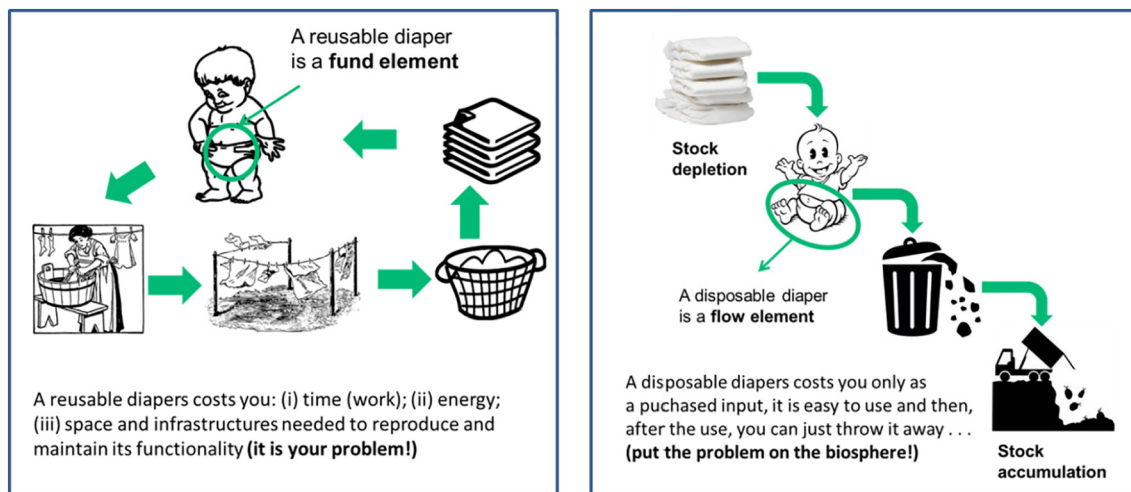 A reusable diaper
is a fund element
A reusable diapers costs you: (i) time (work); (ii) energy;
(iii) space and infrastructures needed to reproduce and
maintain its functionality (it is your problem!)
Stock
depletion
A disposable diaper
is a flow element
A disposable diapers costs you only as
a puchased input, it is easy to use and then,
after the use, you can just throw it away . . .
(put the problem on the biosphere!)
Stock
accumulation